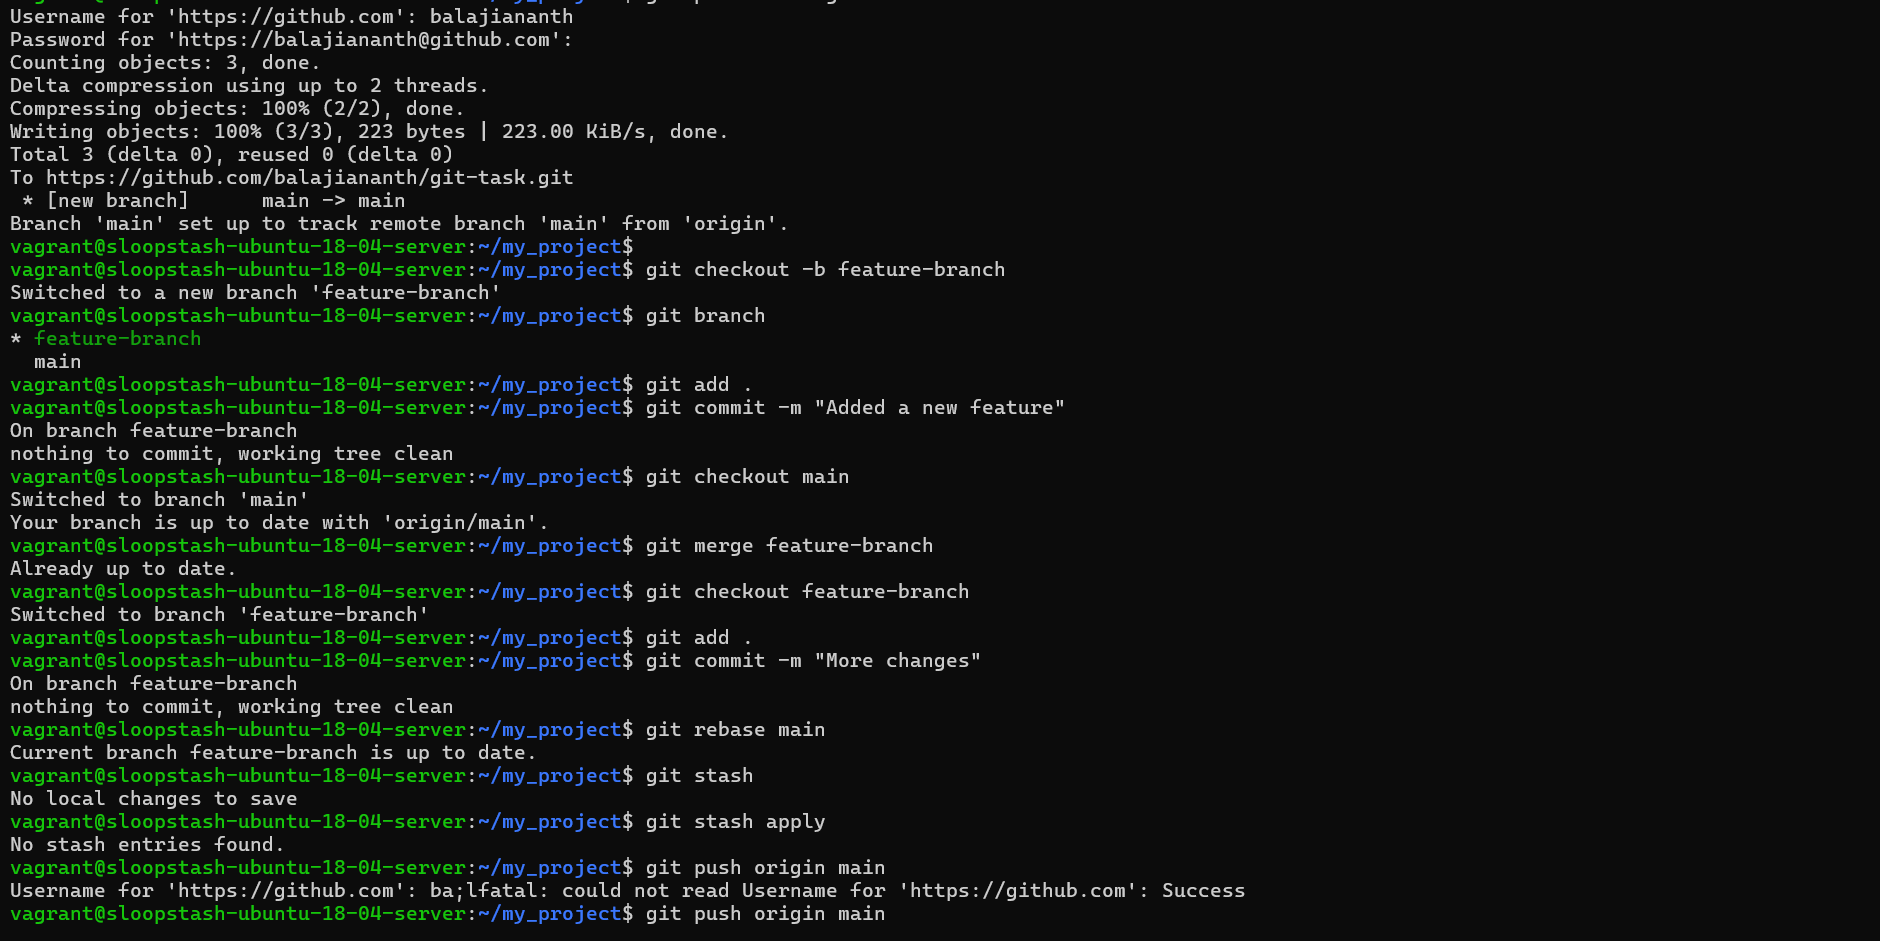 Username for 'https://github.com': balajiananth
Password for 'https://balajiananth@github.com':
Counting objects: 3, done.
Delta compression using up to 2 threads.
Compressing objects: 100% (2/2), done.
Writing objects: 100% (3/3), 223 bytes | 223.00 KiB/s, done.
Total 3 (delta 0), reused 0 (delta 0)
To https://github.com/balajiananth/git-task.git
 * [new branch]      main -> main
Branch 'main' set up to track remote branch 'main' from 'origin'.
vagrant@sloopstash-ubuntu-18-04-server:~/my_project$
vagrant@sloopstash-ubuntu-18-04-server:~/my_project$ git checkout -b feature-branch
Switched to a new branch 'feature-branch'
vagrant@sloopstash-ubuntu-18-04-server:~/my_project$ git branch
* feature-branch
  main
vagrant@sloopstash-ubuntu-18-04-server:~/my_project$ git add .
vagrant@sloopstash-ubuntu-18-04-server:~/my_project$ git commit -m "Added a new feature"
On branch feature-branch
nothing to commit, working tree clean
vagrant@sloopstash-ubuntu-18-04-server:~/my_project$ git checkout main
Switched to branch 'main'
Your branch is up to date with 'origin/main'.
vagrant@sloopstash-ubuntu-18-04-server:~/my_project$ git merge feature-branch
Already up to date.
vagrant@sloopstash-ubuntu-18-04-server:~/my_project$ git checkout feature-branch
Switched to branch 'feature-branch'
vagrant@sloopstash-ubuntu-18-04-server:~/my_project$ git add .
vagrant@sloopstash-ubuntu-18-04-server:~/my_project$ git commit -m "More changes"
On branch feature-branch
nothing to commit, working tree clean
vagrant@sloopstash-ubuntu-18-04-server:~/my_project$ git rebase main
Current branch feature-branch is up to date.
vagrant@sloopstash-ubuntu-18-04-server:~/my_project$ git stash
No local changes to save
vagrant@sloopstash-ubuntu-18-04-server:~/my_project$ git stash apply
No stash entries found.
vagrant@sloopstash-ubuntu-18-04-server:~/my_project$ git push origin main
Username for 'https://github.com': ba;lfatal: could not read Username for 'https://github.com': Success
vagrant@sloopstash-ubuntu-18-04-server:~/my_project$ git push origin main